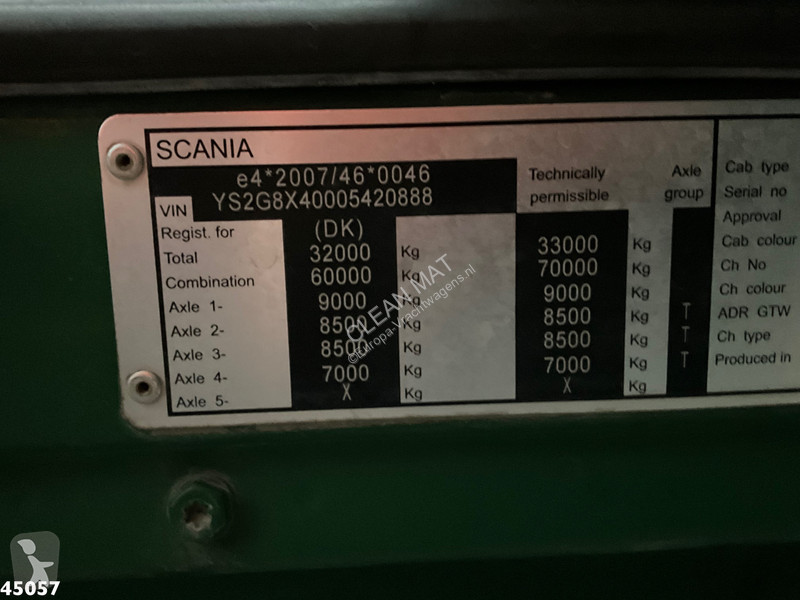 SCANIA
e4*2007/46*0046
VIN YS2G8X40005420888
Technically permissible
Axle group
Regist. for (DK)
Total 32000 Kg 33000 Kg
Combination 60000 Kg 70000 Kg
Axle 1- 9000 Kg 9000 Kg
Axle 2- 8500 Kg 8500 Kg T
Axle 3- 8500 Kg 8500 Kg T
Axle 4- 7000 Kg 7000 Kg T
Axle 5- X Kg X Kg
Cab type
Serial no
Approval
Cab colour
Ch No
Ch colour
ADR GTW
Ch type
Produced in
CLEAN MAT
©Europa-Vrachtwagens.nl
45057